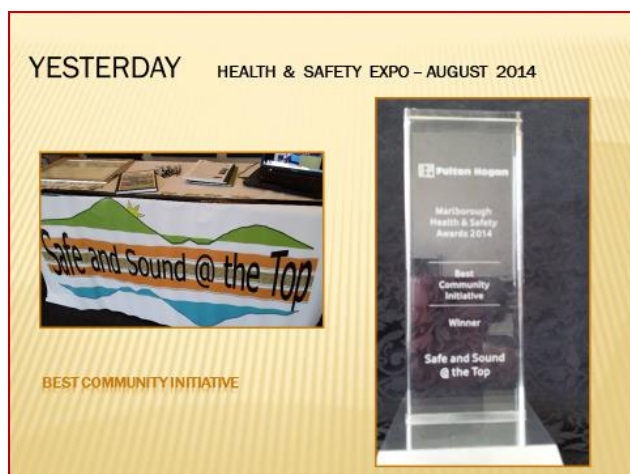 YESTERDAY HEALTH & SAFETY EXPO – AUGUST 2014
Safe and Sound @ the Top
Fulton Hogan
Marlborough
Health & Safety
Awards 2014
Best
Community
Initiative
Winner
Safe and Sound
@ the Top
BEST COMMUNITY INITIATIVE